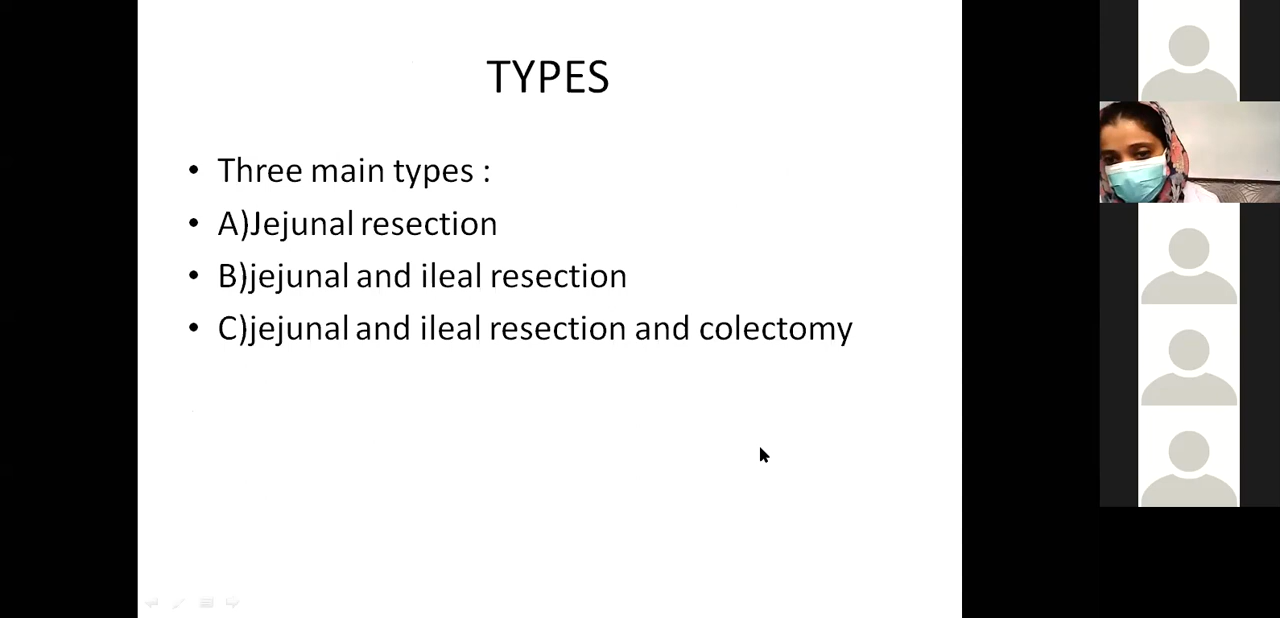 TYPES
• Three main types :
• A)Jejunal resection
• B)jejunal and ileal resection
• C)jejunal and ileal resection and colectomy